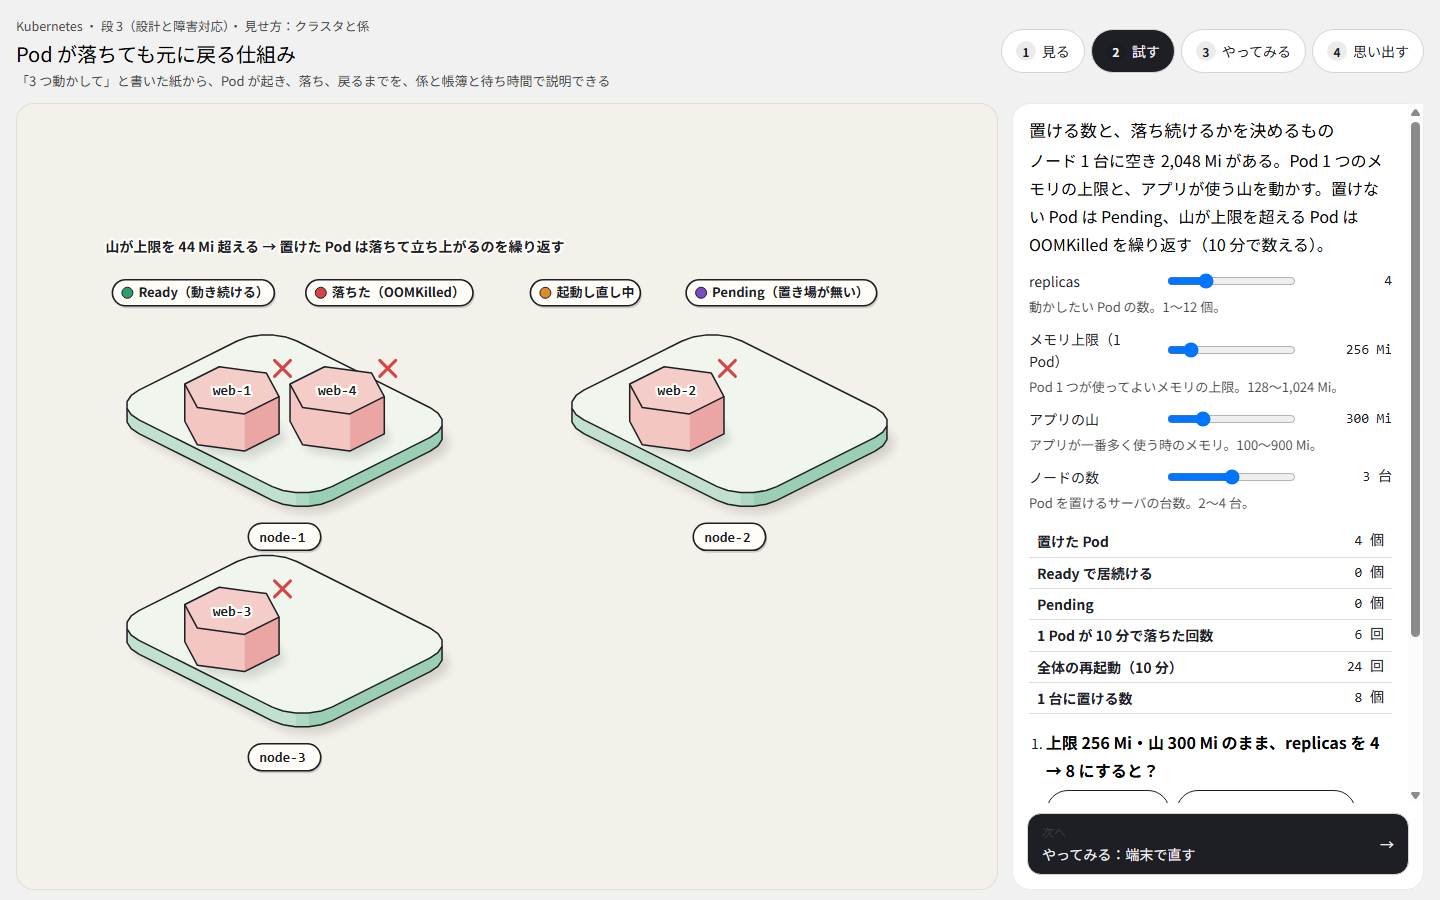 Kubernetes ・ 段 3（設計と障害対応）・ 見せ方：クラスタと係
Pod が落ちても元に戻る仕組み
「3 つ動かして」と書いた紙から、Pod が起き、落ち、戻るまでを、係と帳簿と待ち時間で説明できる
1 見る
2 試す
3 やってみる
4 思い出す
山が上限を 44 Mi 超える → 置けた Pod は落ちて立ち上がるのを繰り返す
Ready（動き続ける）
落ちた（OOMKilled）
起動し直し中
Pending（置き場が無い）
web-1
web-4
web-2
node-1
node-2
web-3
node-3
置ける数と、落ち続けるかを決めるもの
ノード 1 台に空き 2,048 Mi がある。Pod 1 つのメ
モリの上限と、アプリが使う山を動かす。置けな
い Pod は Pending、山が上限を超える Pod は
OOMKilled を繰り返す（10 分で数える）。
replicas 4
動かしたい Pod の数。1〜12 個。
メモリ上限（1
Pod） 256 Mi
Pod 1 つが使ってよいメモリの上限。128〜1,024 Mi。
アプリの山 300 Mi
アプリが一番多く使う時のメモリ。100〜900 Mi。
ノードの数 3 台
Pod を置けるサーバの台数。2〜4 台。
置けた Pod 4 個
Ready で居続ける 0 個
Pending 0 個
1 Pod が 10 分で落ちた回数 6 回
全体の再起動（10 分） 24 回
1 台に置ける数 8 個
1. 上限 256 Mi・山 300 Mi のまま、replicas を 4
→ 8 にすると？
次へ
やってみる：端末で直す →